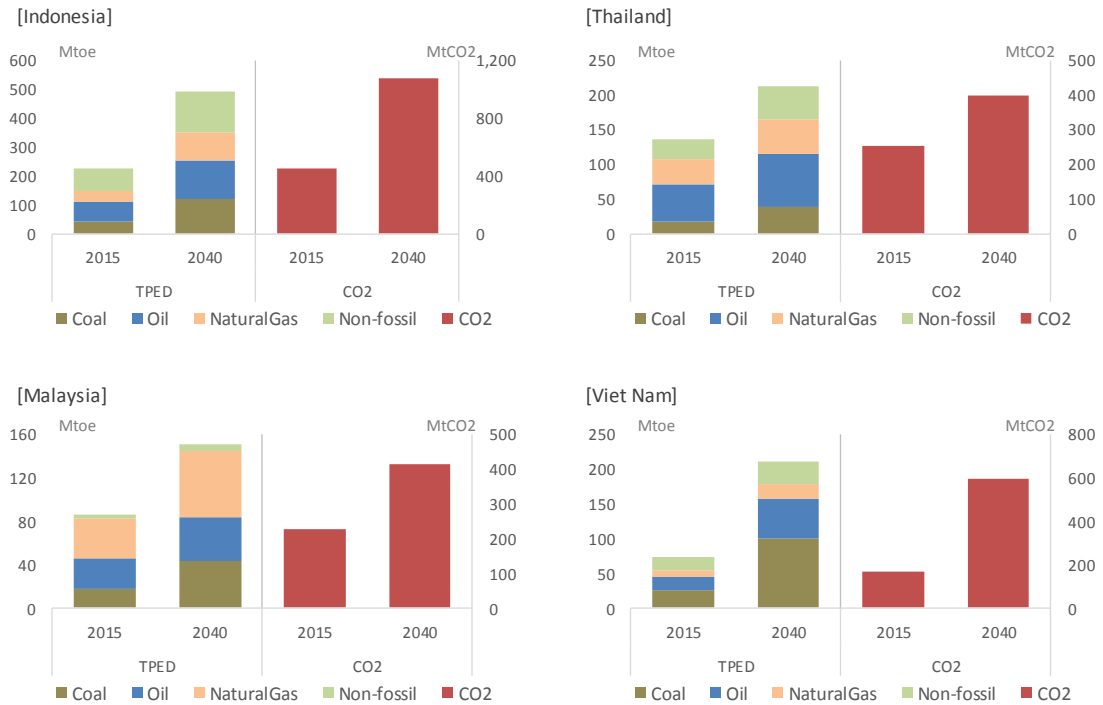 [Indonesia]
Mtoe MtCO2
600 1,200
500
400 800
300
200 400
100
0 0
2015 2040 2015 2040
TPED CO2
Coal Oil NaturalGas Non-fossil CO2
[Thailand]
Mtoe MtCO2
250 500
200 400
150 300
100 200
50 100
0 0
2015 2040 2015 2040
TPED CO2
Coal Oil NaturalGas Non-fossil CO2
[Malaysia]
Mtoe MtCO2
160 500
120 400
300
80 200
40 100
0 0
2015 2040 2015 2040
TPED CO2
Coal Oil NaturalGas Non-fossil CO2
[Viet Nam]
Mtoe MtCO2
250 800
200 600
150
100 400
50 200
0 0
2015 2040 2015 2040
TPED CO2
Coal Oil NaturalGas Non-fossil CO2